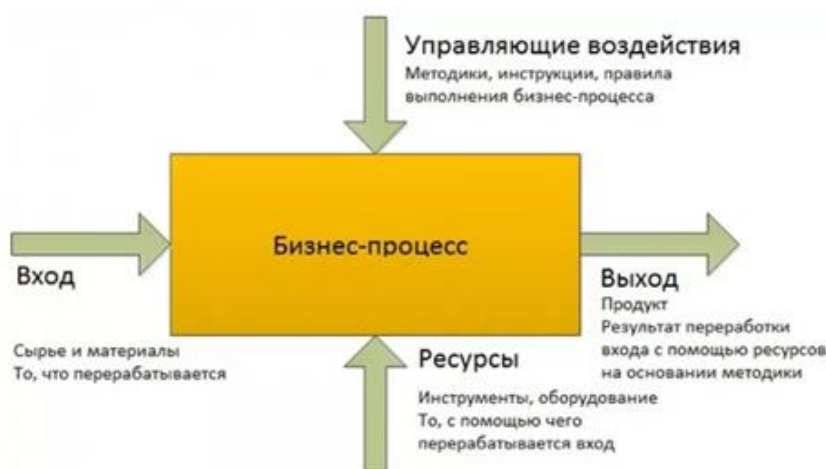 Управляющие воздействия
Методики, инструкции, правила
выполнения бизнес-процесса
Бизнес-процесс
Вход
Сырье и материалы
То, что перерабатывается
Выход
Продукт
Результат переработки
входа с помощью ресурсов
на основании методики
Ресурсы
Инструменты, оборудование
То, с помощью чего
перерабатывается вход